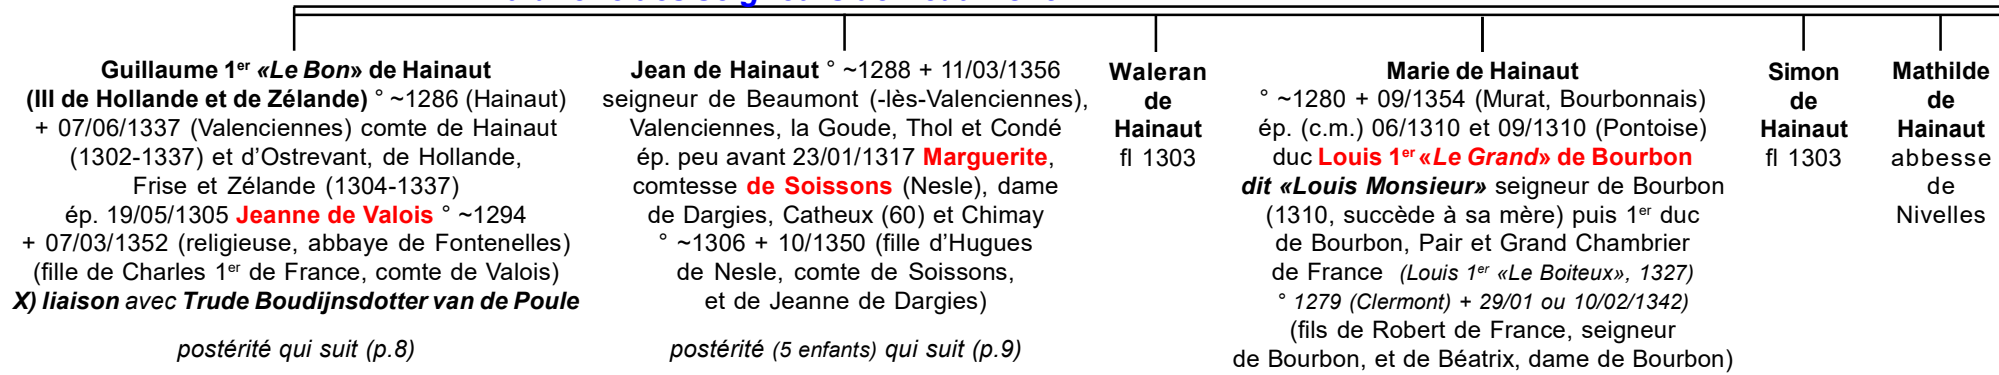 Guillaume 1er «Le Bon» de Hainaut
(III de Hollande et de Zélande) ° ~1286 (Hainaut)
+ 07/06/1337 (Valenciennes) comte de Hainaut
(1302-1337) et d’Ostrevant, de Hollande,
Frise et Zélande (1304-1337)
ép. 19/05/1305 Jeanne de Valois ° ~1294
+ 07/03/1352 (religieuse, abbaye de Fontenelles)
(fille de Charles 1er de France, comte de Valois)
X) liaison avec Trude Boudijnsdotter van de Poule
postérité qui suit (p.8)
Jean de Hainaut ° ~1288 + 11/03/1356
seigneur de Beaumont (-lès-Valenciennes),
Valenciennes, la Goude, Thol et Condé
ép. peu avant 23/01/1317 Marguerite,
comtesse de Soissons (Nesle), dame
de Dargies, Catheux (60) et Chimay
° ~1306 + 10/1350 (fille d’Hugues
de Nesle, comte de Soissons,
et de Jeanne de Dargies)
postérité (5 enfants) qui suit (p.9)
Waleran
de
Hainaut
fl 1303
Marie de Hainaut
° ~1280 + 09/1354 (Murat, Bourbonnais)
ép. (c.m.) 06/1310 et 09/1310 (Pontoise)
duc Louis 1er «Le Grand» de Bourbon
dit «Louis Monsieur» seigneur de Bourbon
(1310, succède à sa mère) puis 1er duc
de Bourbon, Pair et Grand Chambrier
de France (Louis 1er «Le Boiteux», 1327)
° 1279 (Clermont) + 29/01 ou 10/02/1342)
(fils de Robert de France, seigneur
de Bourbon, et de Béatrix, dame de Bourbon)
Simon
de
Hainaut
fl 1303
Mathilde
de
Hainaut
abbesse
de
Nivelles